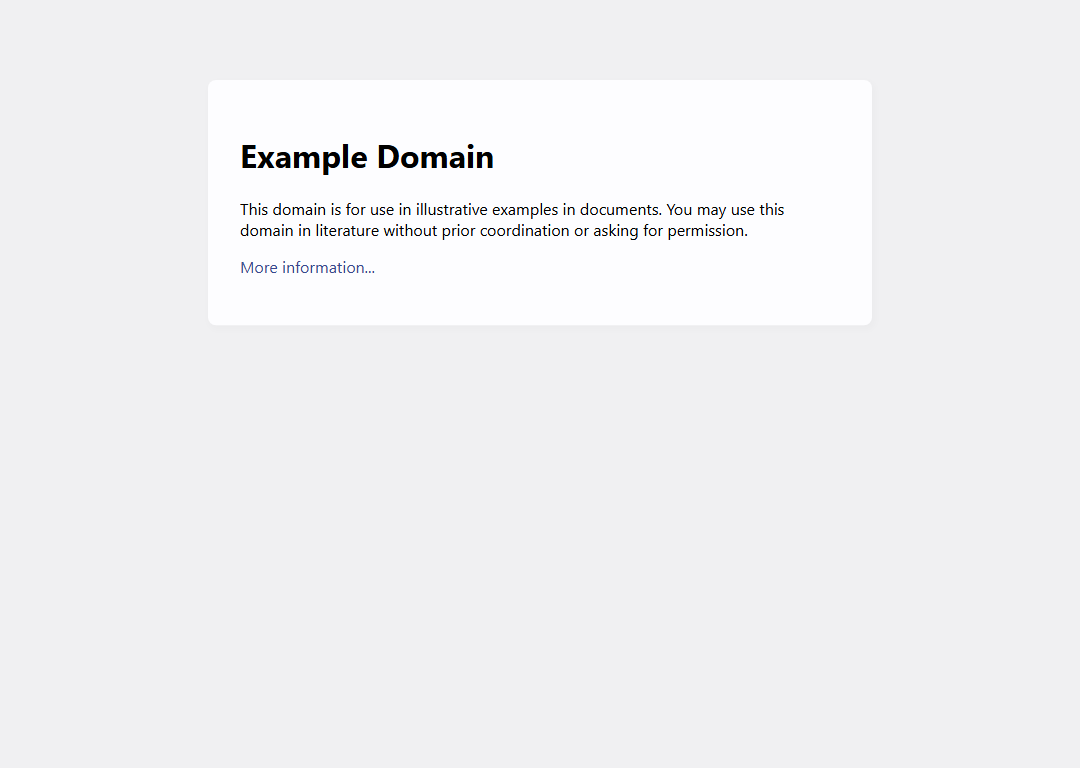 Example Domain
This domain is for use in illustrative examples in documents. You may use this
domain in literature without prior coordination or asking for permission.
More information...